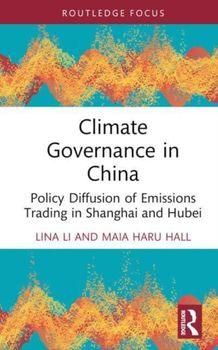 ROUTLEDGE FOCUS
Climate
Governance in
China
Policy Diffusion of Emissions
Trading in Shanghai and Hubei
LINA LI AND MAIA HARU HALL
R
Routledge